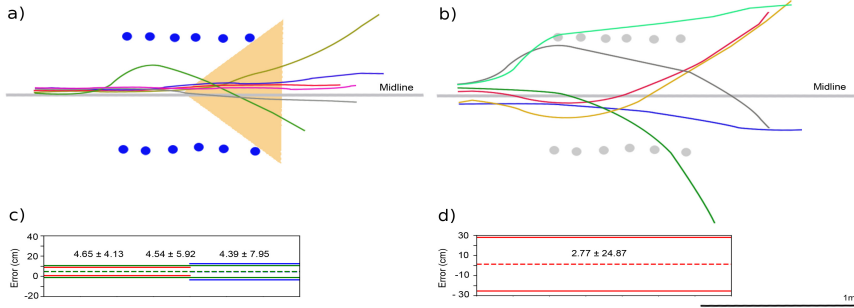 a)
b)
Midline
Midline
c)
d)
Error (cm)
40
20
0
-20
4.65 ± 4.13 4.54 ± 5.92 4.39 ± 7.95
Error (cm)
30
10
-10
- 30
2.77 ± 24.87
1m